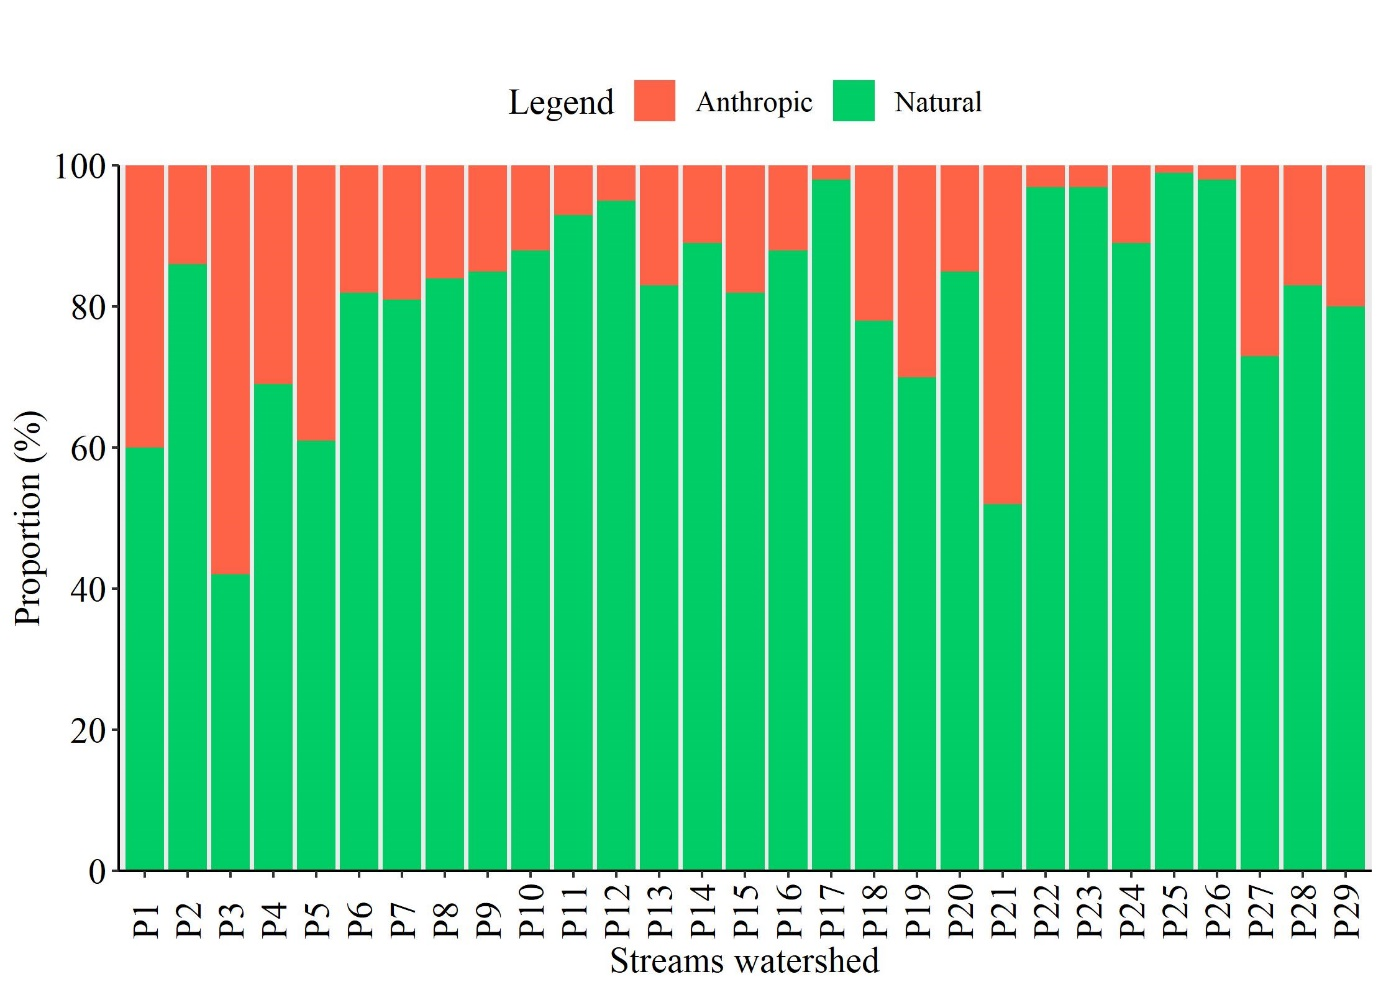 Legend Anthropic Natural
Proportion (%)
100
80
60
40
20
0
P1 P2 P3 P4 P5 P6 P7 P8 P9 P10 P11 P12 P13 P14 P15 P16 P17 P18 P19 P20 P21 P22 P23 P24 P25 P26 P27 P28 P29
Streams watershed